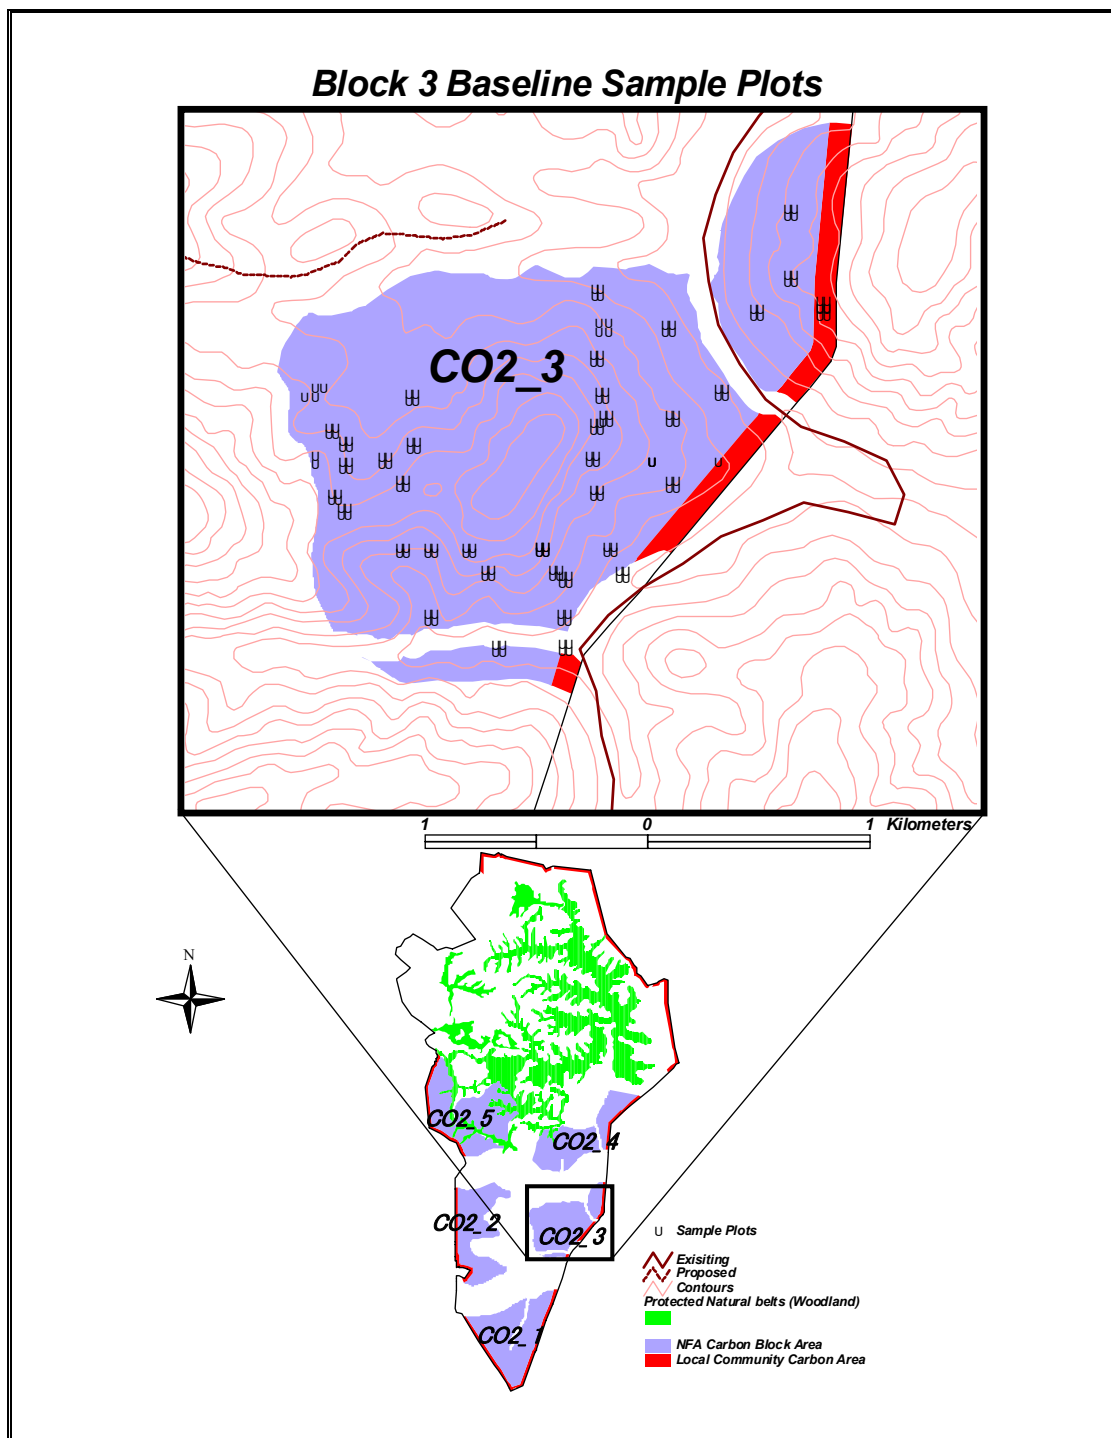 Block 3 Baseline Sample Plots
CO2_3
1 0 1 Kilometers
N
CO2_5
CO2_4
CO2_2
CO2_3
CO2_1
U Sample Plots
Exisiting
Proposed
Contours
Protected Natural belts (Woodland)
NFA Carbon Block Area
Local Community Carbon Area